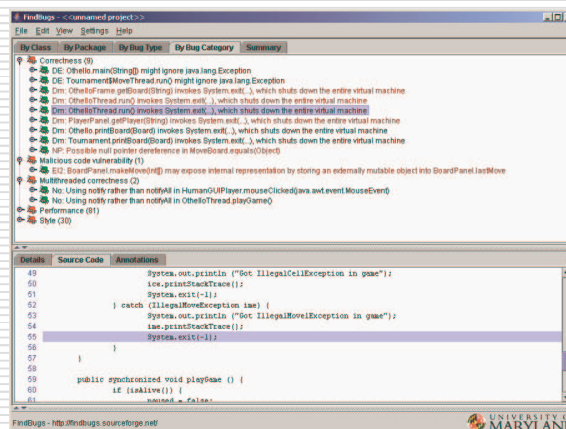 FindBugs - <<unnamed project>>
File Edit View Settings Help
By Class By Package By Bug Type By Bug Category Summary
Correctness (9)
DE: Othello.main(String[]) might ignore java.lang.Exception
DE: Tournament$MoveThread.run() might ignore java.lang.Exception
Dm: OthelloFrame.getBoard(String) invokes System.exit(...), which shuts down the entire virtual machine
Dm: OthelloThread.run() invokes System.exit(...), which shuts down the entire virtual machine
Dm: OthelloThread.run() invokes System.exit(...), which shuts down the entire virtual machine
Dm: PlayerPanel.getPlayer(String) invokes System.exit(...), which shuts down the entire virtual machine
Dm: Othello.printBoard(Board) invokes System.exit(...), which shuts down the entire virtual machine
Dm: Tournament.printBoard(Board) invokes System.exit(...), which shuts down the entire virtual machine
NP: Possible null pointer dereference in MoveBoard.equals(Object)
Malicious code vulnerability (1)
EI2: BoardPanel.makeMove(int[]) may expose internal representation by storing an externally mutable object into BoardPanel.lastMove
Multithreaded correctness (2)
No: Using notify rather than notifyAll in HumanGUIPlayer.mouseClicked(java.awt.event.MouseEvent)
No: Using notify rather than notifyAll in OthelloThread.playGame()
Performance (81)
Style (30)
Details Source Code Annotations
49 System.out.println ("Got IllegalCellException in game");
50 ice.printStackTrace();
51 System.exit(-1);
52 } catch (IllegalMoveException ime) {
53 System.out.println ("Got IllegalMovelException in game");
54 ime.printStackTrace();
55 System.exit(-1);
56 }
57 }
58
59 public synchronized void playGame () {
60 if (isAlive()) {
61 paused = false;
FindBugs - http://findbugs.sourceforge.net/
UNIVERSITY OF
MARYLAND